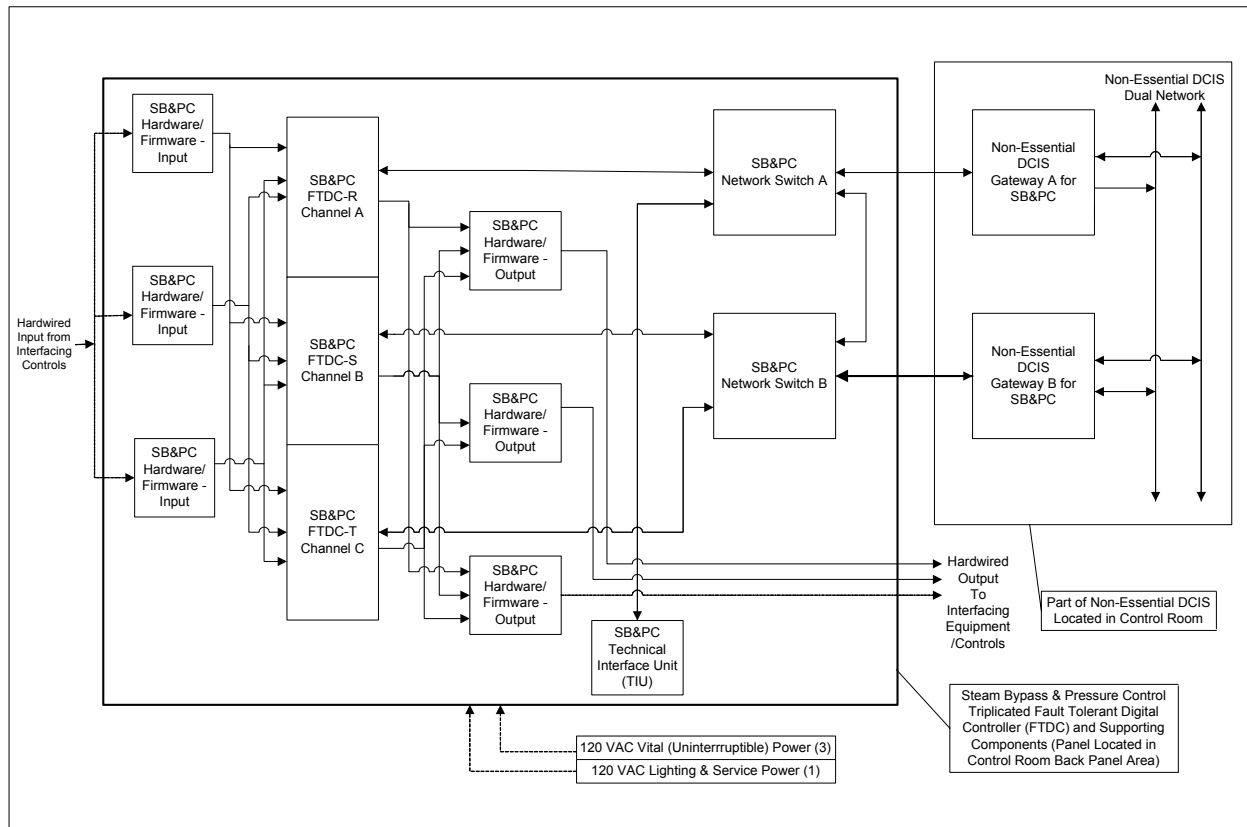 SB&PC
Hardware/
Firmware -
Input
SB&PC
Hardware/
Firmware -
Input
SB&PC
Hardware/
Firmware -
Input
Hardwired
Input from
Interfacing
Controls
SB&PC
FTDC-R
Channel A
SB&PC
FTDC-S
Channel B
SB&PC
FTDC-T
Channel C
SB&PC
Hardware/
Firmware -
Output
SB&PC
Hardware/
Firmware -
Output
SB&PC
Hardware/
Firmware -
Output
SB&PC
Network Switch A
SB&PC
Network Switch B
SB&PC
Technical
Interface Unit
(TIU)
Non-Essential DCIS
Dual Network
Non-Essential
DCIS
Gateway A for
SB&PC
Non-Essential
DCIS
Gateway B for
SB&PC
Hardwired
Output
To
Interfacing
Equipment
/Controls
Part of Non-Essential DCIS
Located in Control Room
Steam Bypass & Pressure Control
Triplicated Fault Tolerant Digital
Controller (FTDC) and Supporting
Components (Panel Located in
Control Room Back Panel Area)
120 VAC Vital (Uninterrruptible) Power (3)
120 VAC Lighting & Service Power (1)